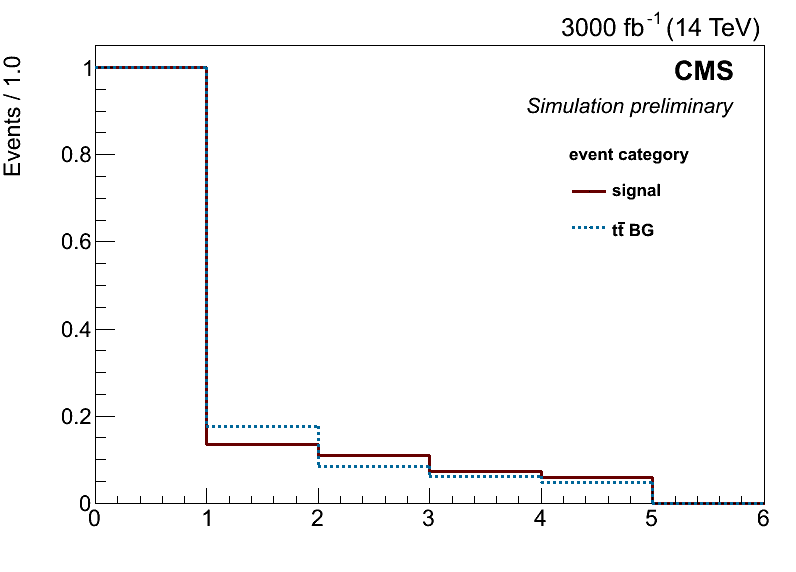 3000 fb⁻¹ (14 TeV)
Events / 1.0
CMS
Simulation preliminary
event category
signal
tt̄ BG
1
0.8
0.6
0.4
0.2
0
0 1 2 3 4 5 6